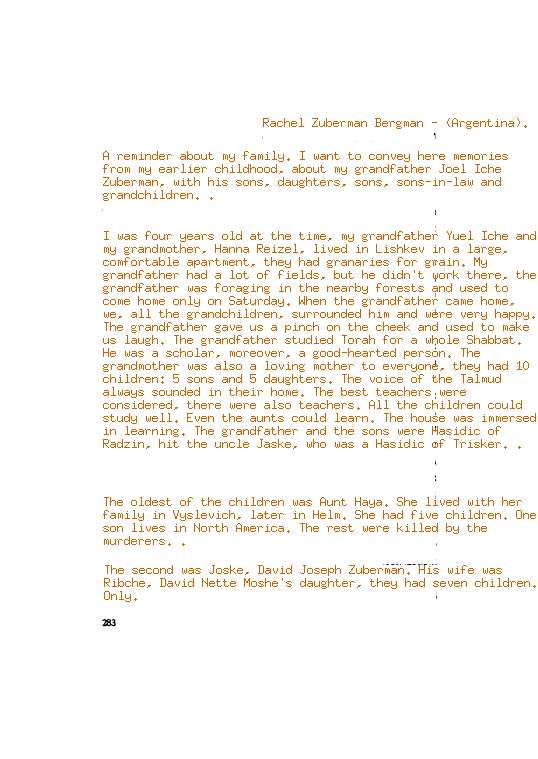 Rachel Zuberman Bergman - (Argentina).
A reminder about my family. I want to convey here memories
from my earlier childhood, about my grandfather Joel Iche
Zuberman, with his sons, daughters, sons, sons-in-law and
grandchildren. .
I was four years old at the time, my grandfather Yuel Iche and
my grandmother, Hanna Reizel, lived in Lishkev in a large,
comfortable apartment, they had granaries for grain. My
grandfather had a lot of fields, but he didn't work there, the
grandfather was foraging in the nearby forests and used to
come home only on Saturday. When the grandfather came home,
we, all the grandchildren, surrounded him and were very happy.
The grandfather gave us a pinch on the cheek and used to make
us laugh. The grandfather studied Torah for a whole Shabbat.
He was a scholar, moreover, a good-hearted person. The
grandmother was also a loving mother to everyone, they had 10
children: 5 sons and 5 daughters. The voice of the Talmud
always sounded in their home. The best teachers were
considered, there were also teachers. All the children could
study well. Even the aunts could learn. The house was immersed
in learning. The grandfather and the sons were Hasidic of
Radzin, hit the uncle Jaske, who was a Hasidic of Trisker. .
The oldest of the children was Aunt Haya. She lived with her
family in Vyslevich, later in Helm. She had five children. One
son lives in North America. The rest were killed by the
murderers. .
The second was Joske, David Joseph Zuberman. His wife was
Ribche, David Nette Moshe's daughter, they had seven children.
Only.
283